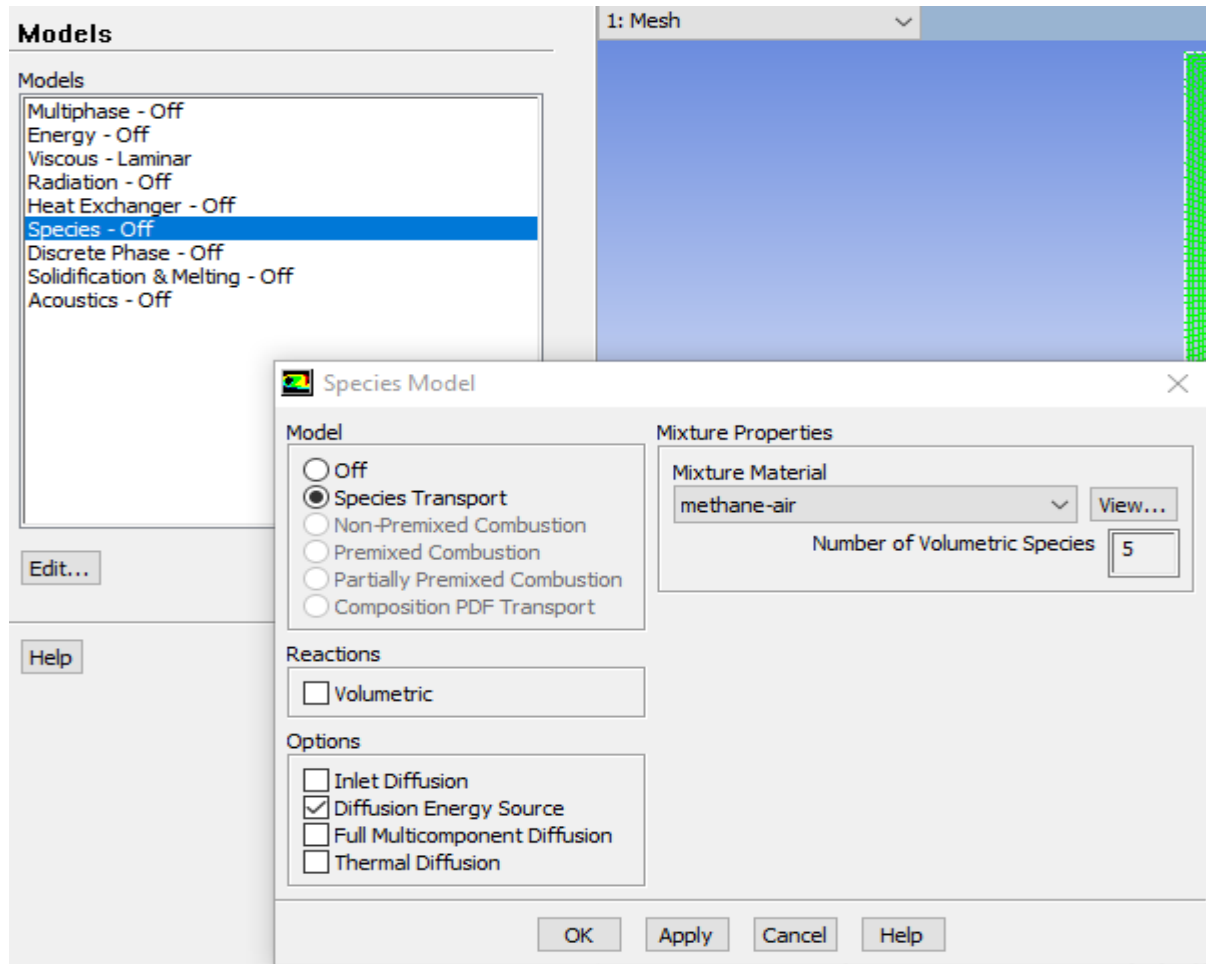 Models
1: Mesh
Models
Multiphase - Off
Energy - Off
Viscous - Laminar
Radiation - Off
Heat Exchanger - Off
Species - Off
Discrete Phase - Off
Solidification & Melting - Off
Acoustics - Off
Edit...
Help
Species Model
Model
Off
Species Transport
Non-Premixed Combustion
Premixed Combustion
Partially Premixed Combustion
Composition PDF Transport
Mixture Properties
Mixture Material
methane-air
View...
Number of Volumetric Species 5
Reactions
Volumetric
Options
Inlet Diffusion
Diffusion Energy Source
Full Multicomponent Diffusion
Thermal Diffusion
OK Apply Cancel Help